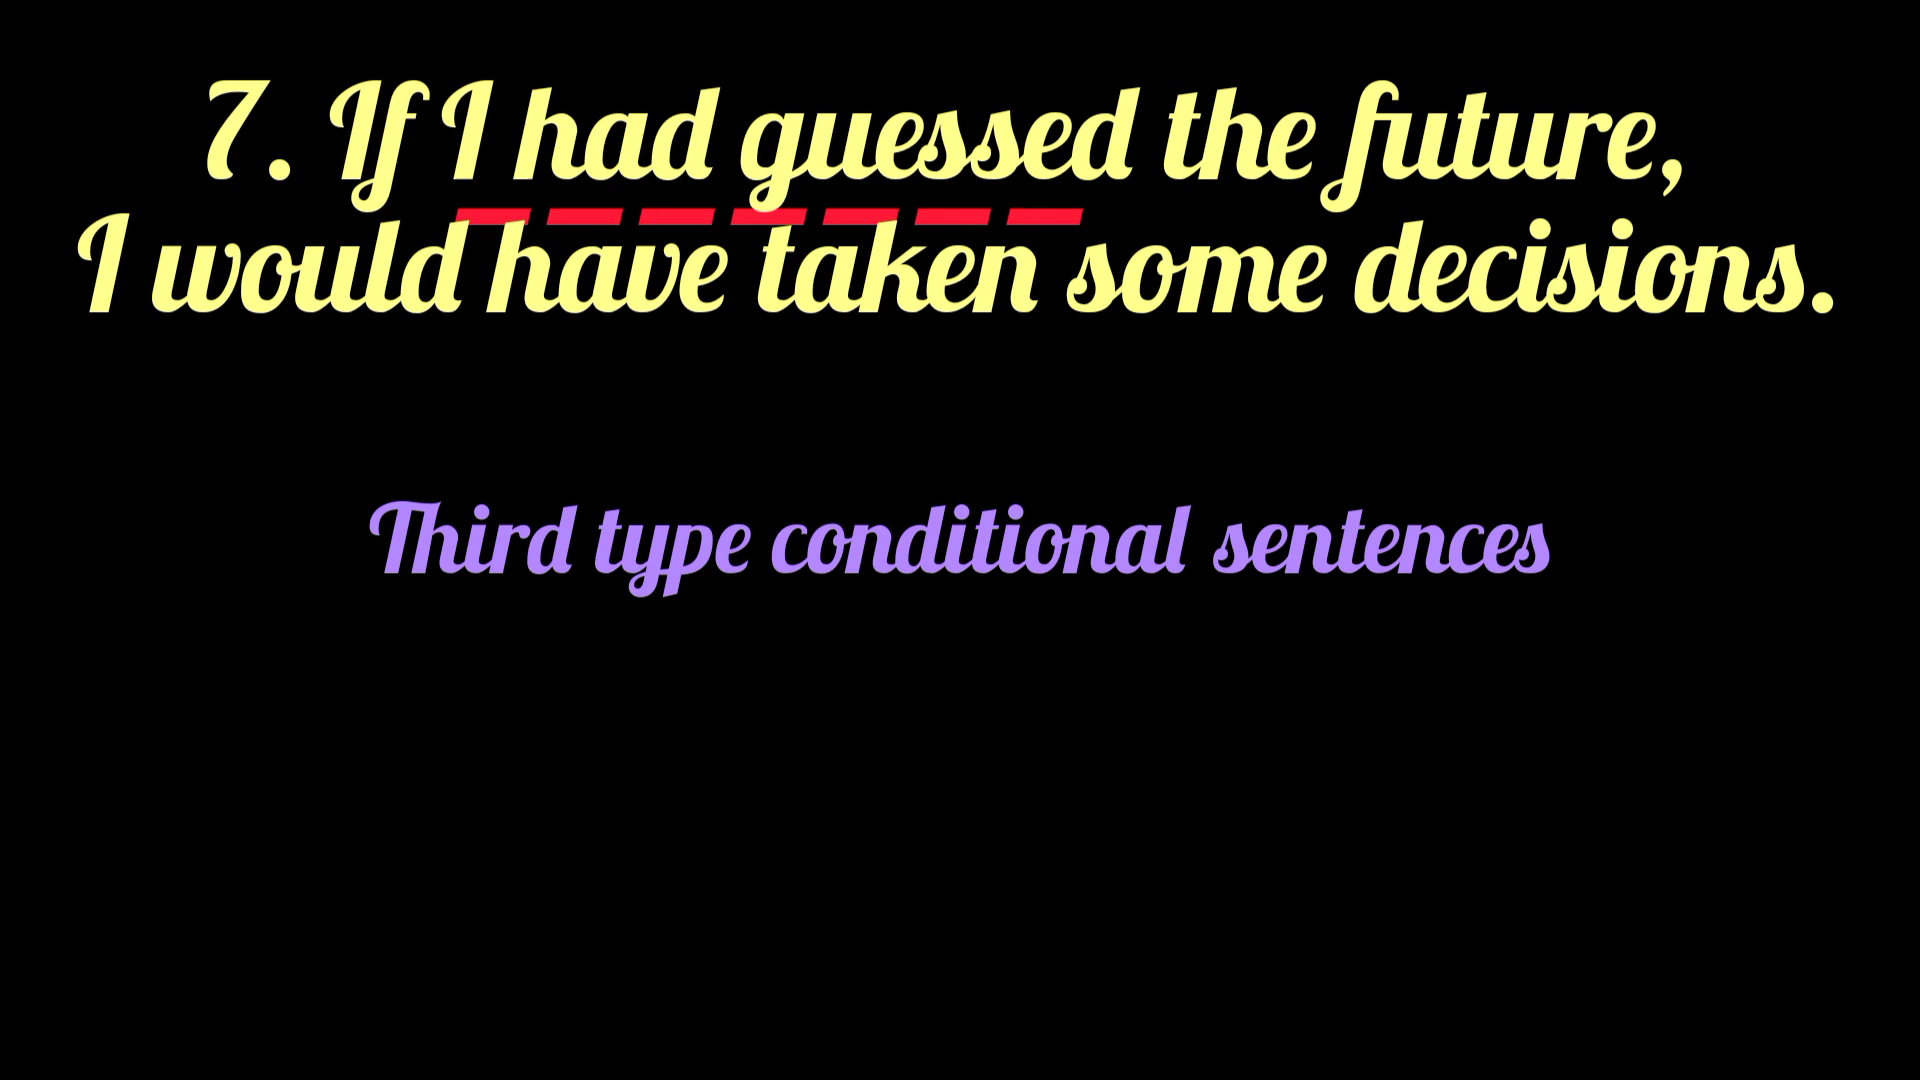 7. If I had guessed the future,
I would have taken some decisions.
Third type conditional sentences